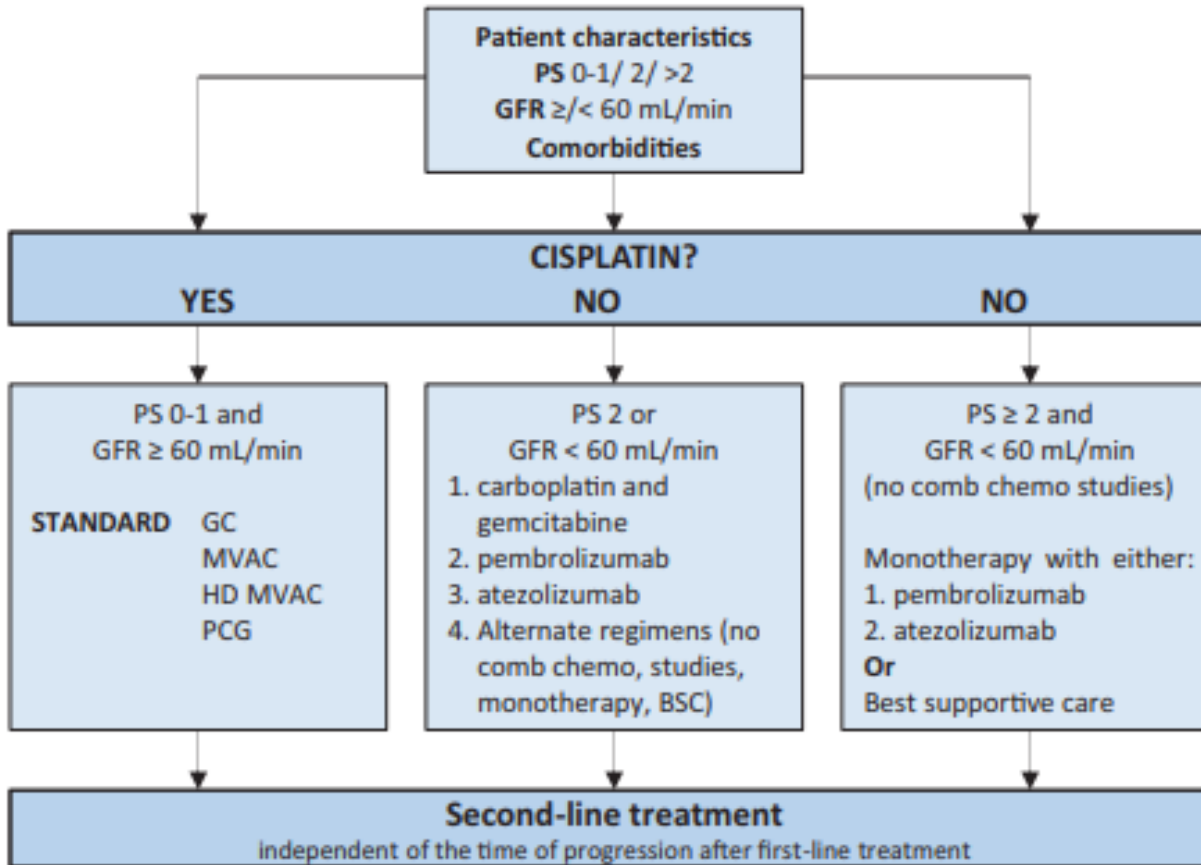 Patient characteristics
PS 0-1/ 2/ >2
GFR ≥/< 60 mL/min
Comorbidities
CISPLATIN?
YES
NO
NO
PS 0-1 and
GFR ≥ 60 mL/min
STANDARD GC
MVAC
HD MVAC
PCG
PS 2 or
GFR < 60 mL/min
1. carboplatin and
gemcitabine
2. pembrolizumab
3. atezolizumab
4. Alternate regimens (no
comb chemo, studies,
monotherapy, BSC)
PS ≥ 2 and
GFR < 60 mL/min
(no comb chemo studies)
Monotherapy with either:
1. pembrolizumab
2. atezolizumab
Or
Best supportive care
Second-line treatment
independent of the time of progression after first-line treatment